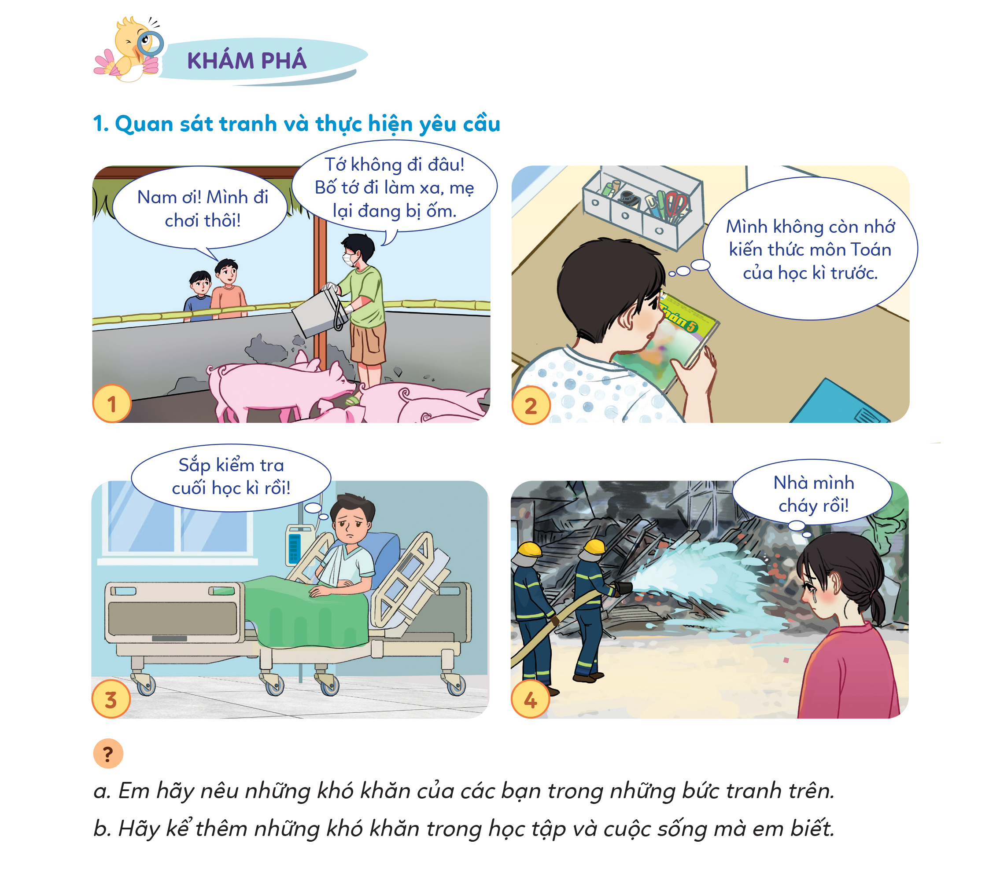 KHÁM PHÁ
1. Quan sát tranh và thực hiện yêu cầu
Nam ơi! Mình đi
chơi thôi!
Tớ không đi đâu!
Bố tớ đi làm xa, mẹ
lại đang bị ốm.
1
Mình không còn nhớ
kiến thức môn Toán
của học kì trước.
Toán 5
2
Sắp kiểm tra
cuối học kì rồi!
3
Nhà mình
cháy rồi!
4
?
a. Em hãy nêu những khó khăn của các bạn trong những bức tranh trên.
b. Hãy kể thêm những khó khăn trong học tập và cuộc sống mà em biết.